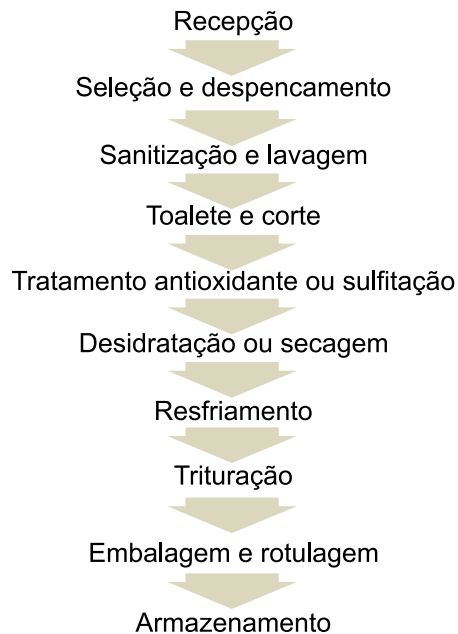 Recepção
Seleção e despencamento
Sanitização e lavagem
Toalete e corte
Tratamento antioxidante ou sulfitação
Desidratação ou secagem
Resfriamento
Trituração
Embalagem e rotulagem
Armazenamento